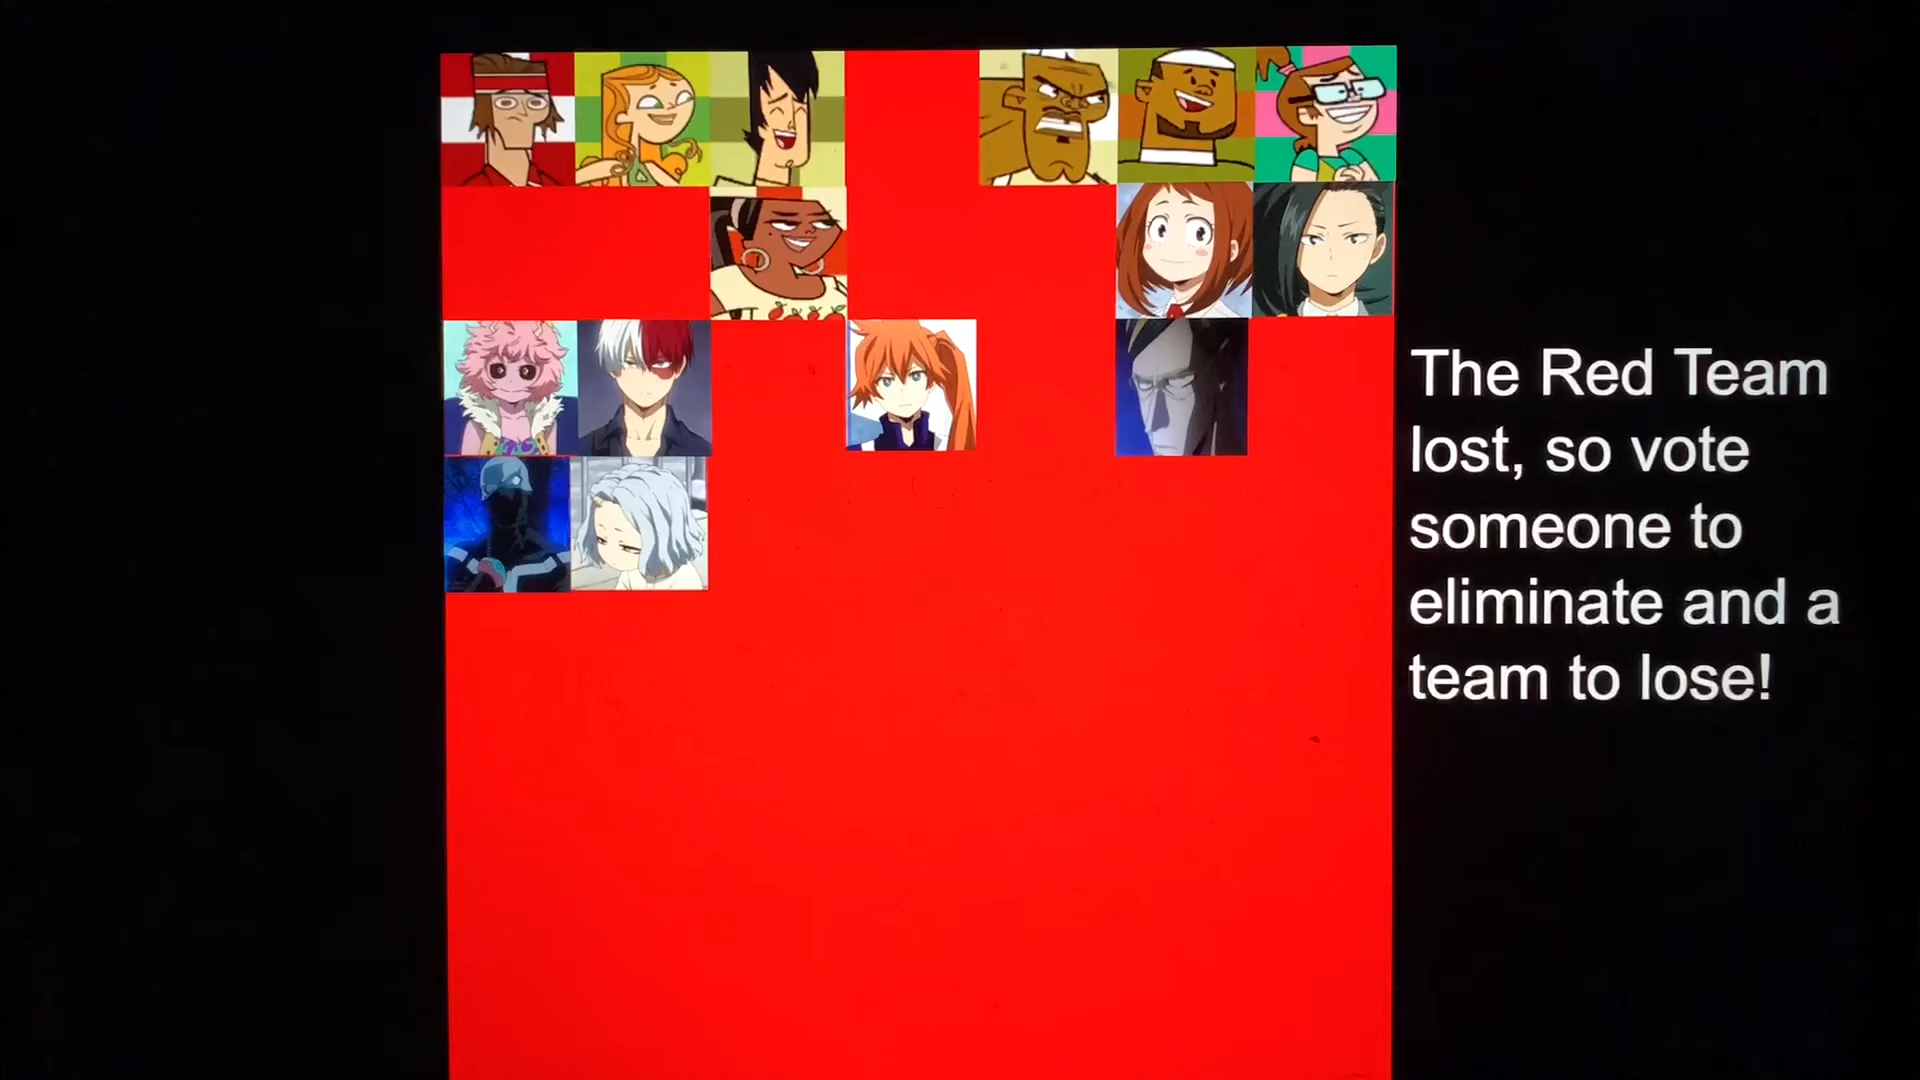 The Red Team
lost, so vote
someone to
eliminate and a
team to lose!